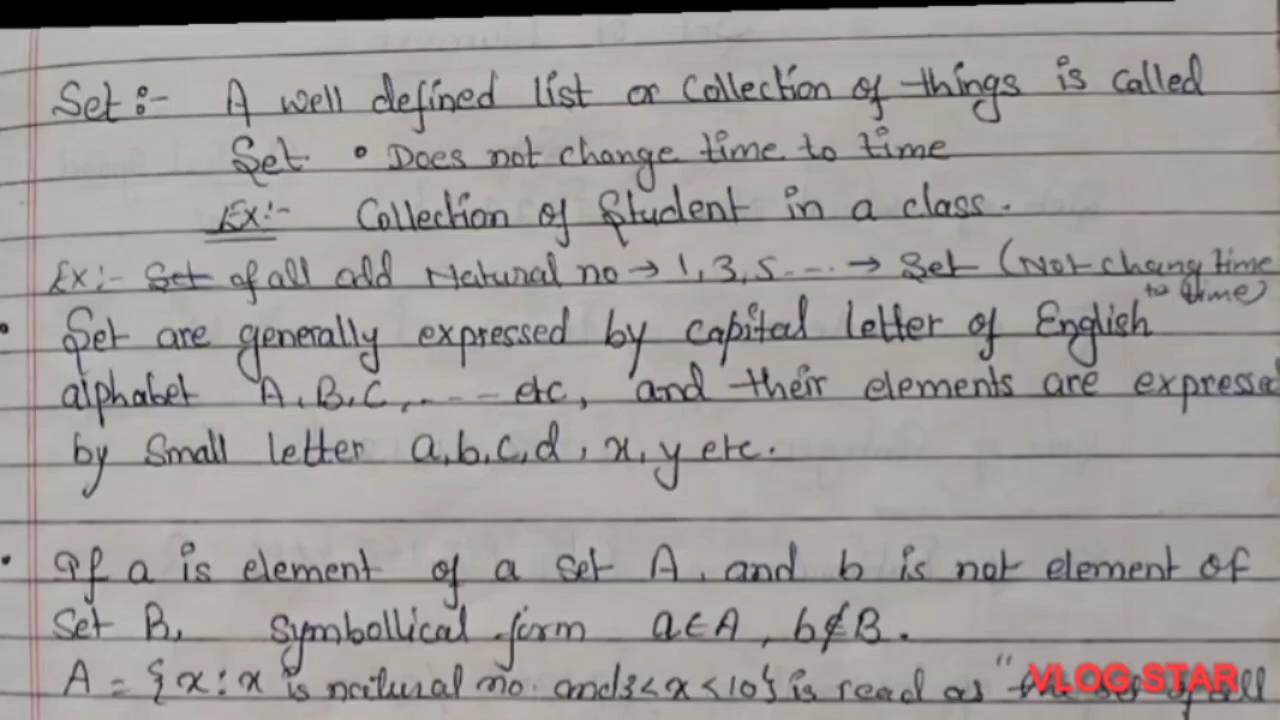 Set :- A well defined list or collection of things is called
Set • Does not change time to time
Ex:- Collection of Student in a class.
Ex:- Set of all add Natural no → 1, 3, 5 ---- → Set (Not chang time
to time)
• Set are generally expressed by capital letter of English
alphabet A, B, C, ---- etc, and their elements are expresse
by small letter a, b, c, d, x, y etc.
• If a is element of a set A, and b is not element of
Set B, Symbollical form a∈A, b∉B.
A = {x : x is natural no. and 3<x<10} is read as " of all
VLOG STAR